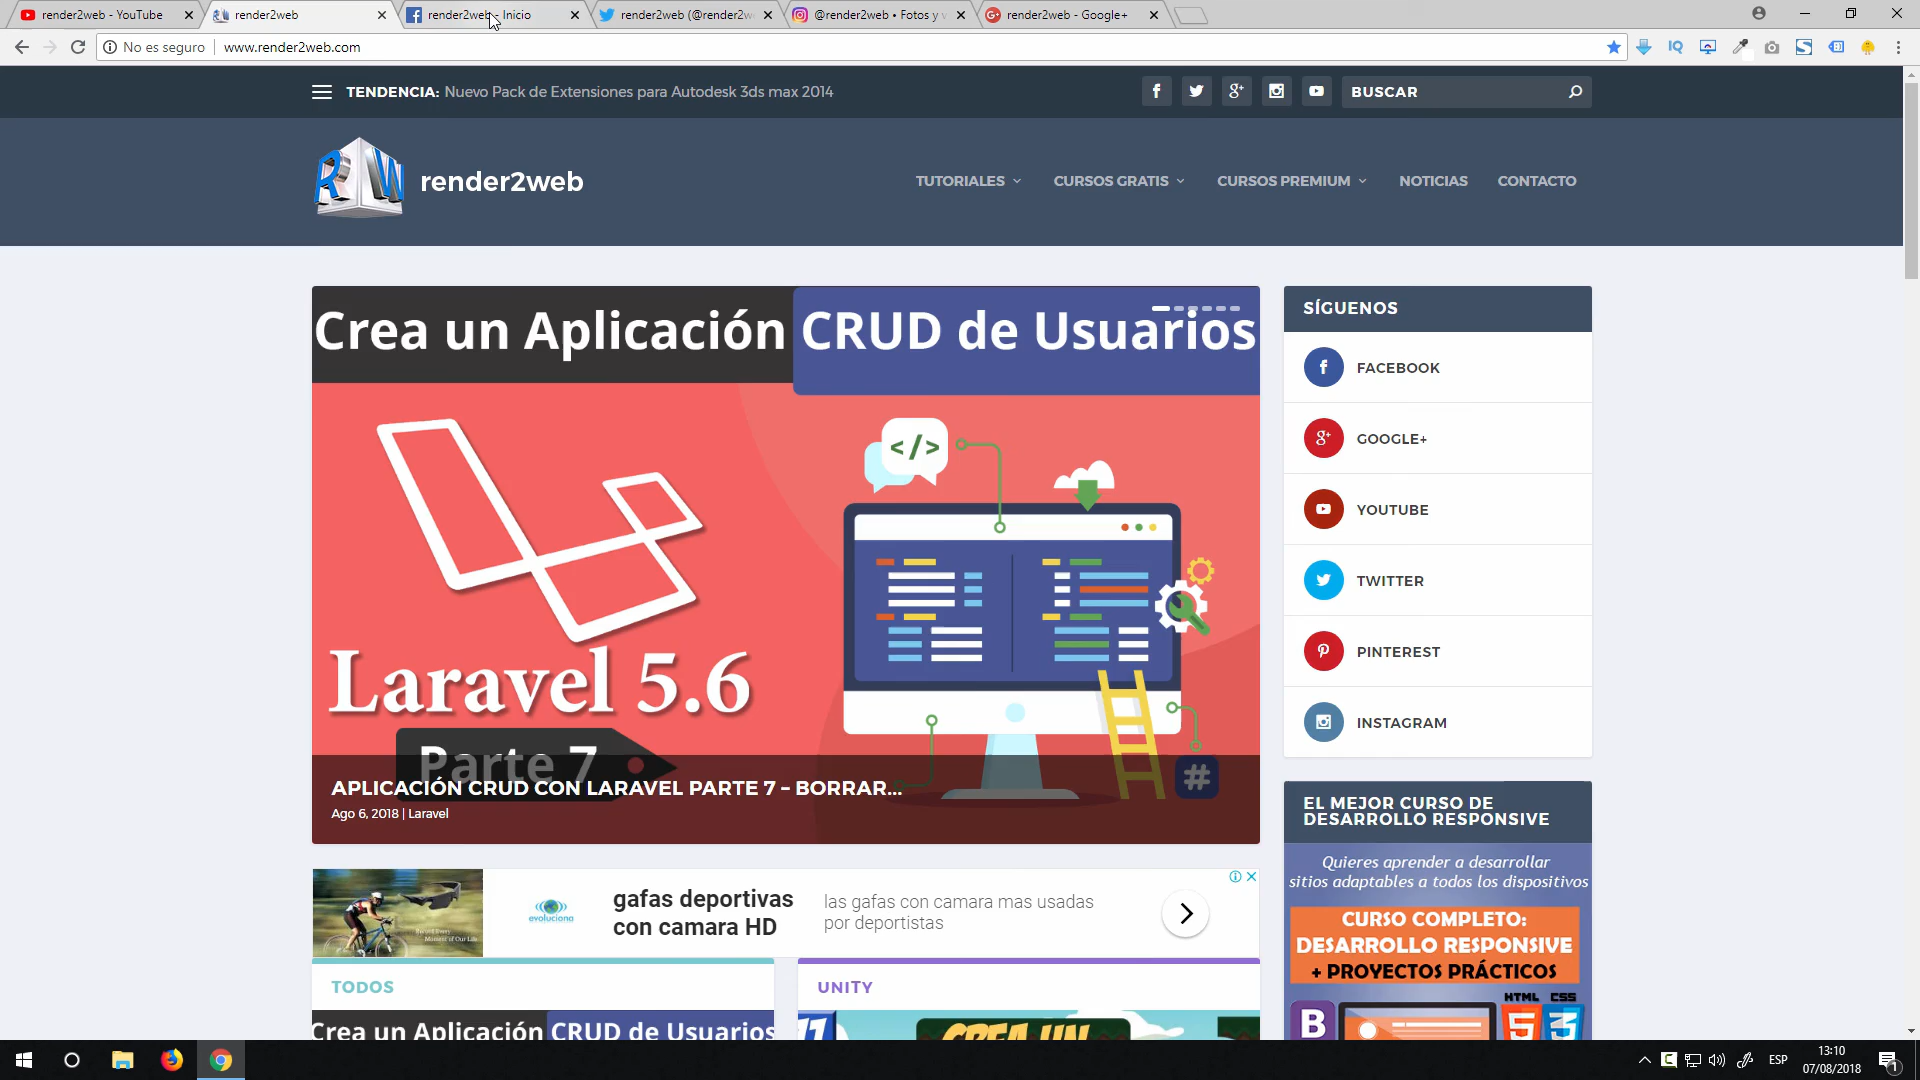 render2web - YouTube
render2web
render2web - Inicio
render2web (@render2w
@render2web • Fotos y v
render2web - Google+
No es seguro
www.render2web.com
TENDENCIA: Nuevo Pack de Extensiones para Autodesk 3ds max 2014
BUSCAR
RW
render2web
TUTORIALES
CURSOS GRATIS
CURSOS PREMIUM
NOTICIAS
CONTACTO
Crea un Aplicación CRUD de Usuarios
</>
Laravel 5.6
Parte 7
#
APLICACIÓN CRUD CON LARAVEL PARTE 7 – BORRAR...
Ago 6, 2018 | Laravel
SÍGUENOS
FACEBOOK
GOOGLE+
YOUTUBE
TWITTER
PINTEREST
INSTAGRAM
EL MEJOR CURSO DE
DESARROLLO RESPONSIVE
Quieres aprender a desarrollar
sitios adaptables a todos los dispositivos
CURSO COMPLETO:
DESARROLLO RESPONSIVE
+ PROYECTOS PRÁCTICOS
HTML CSS
B
5 3
evoluciona
gafas deportivas
con camara HD
las gafas con camara mas usadas
por deportistas
TODOS
UNITY
Crea un Aplicación CRUD de Usuarios
CREA UN
ESP
13:10
07/08/2018
1